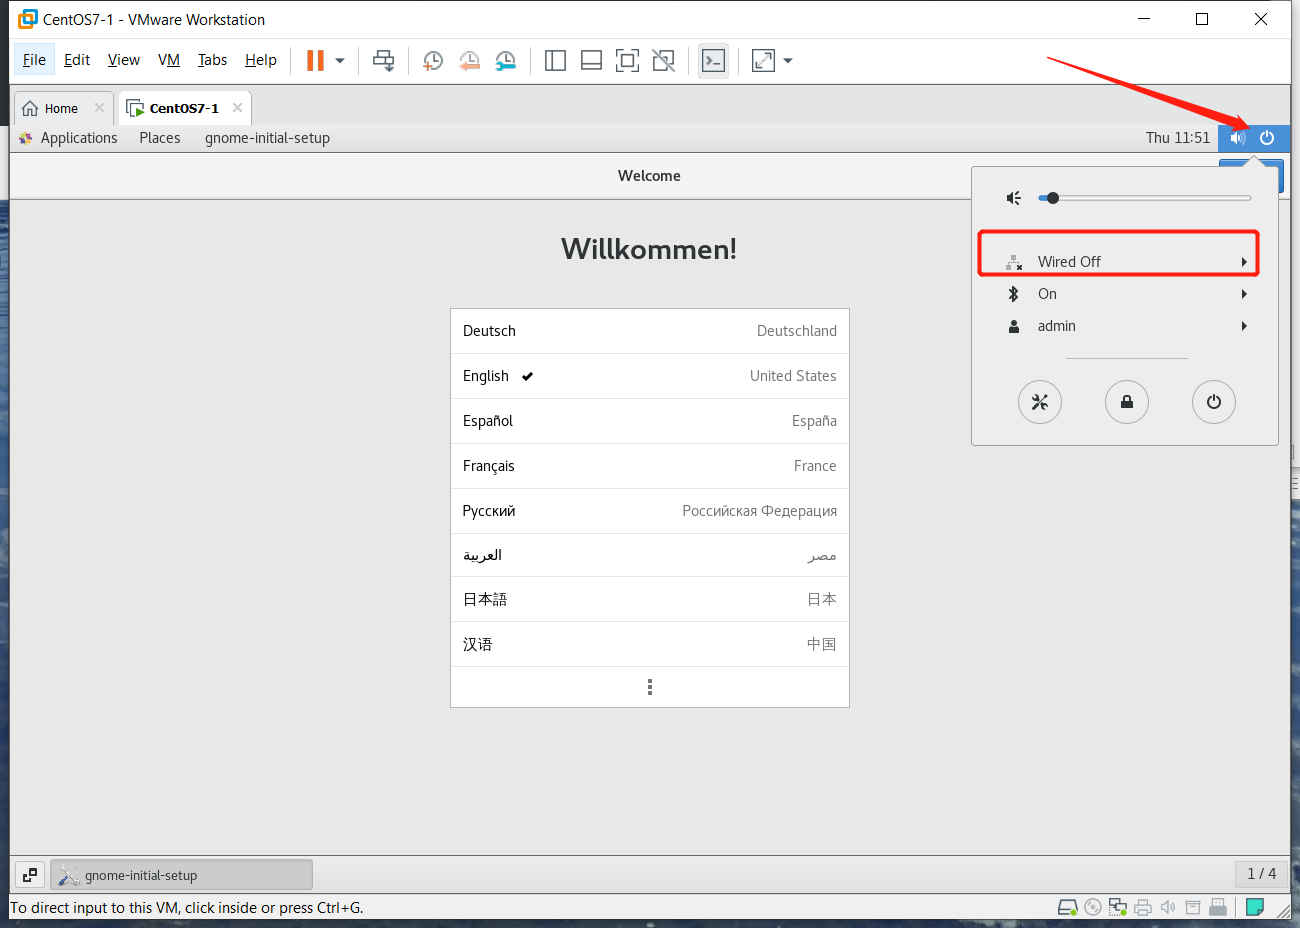 CentOS7-1 - VMware Workstation
File Edit View VM Tabs Help
Home CentOS7-1
Applications Places gnome-initial-setup Thu 11:51
Welcome
Willkommen!
Wired Off
On
admin
Deutsch Deutschland
English United States
Español España
Français France
Русский Российская Федерация
العربية مصر
日本語 日本
汉语 中国
gnome-initial-setup 1 / 4
To direct input to this VM, click inside or press Ctrl+G.